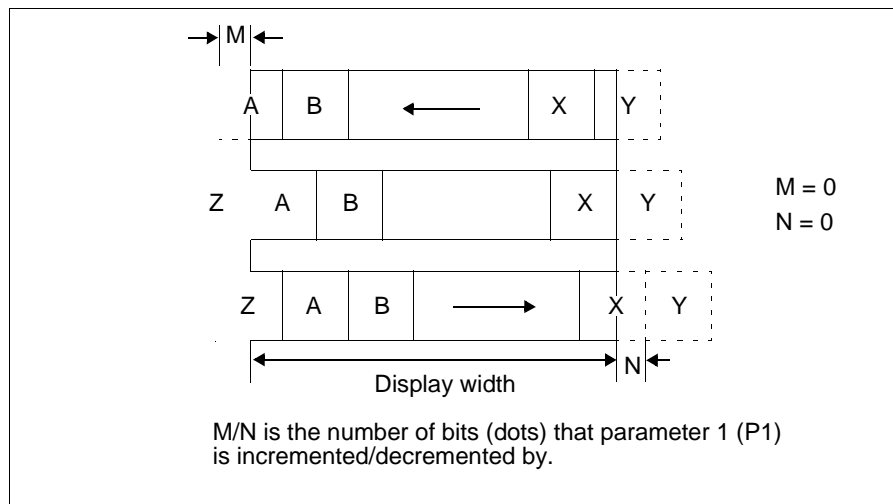 M
A B X Y
Z A B X Y
M = 0
N = 0
Z A B X Y
N
Display width
M/N is the number of bits (dots) that parameter 1 (P1)
is incremented/decremented by.